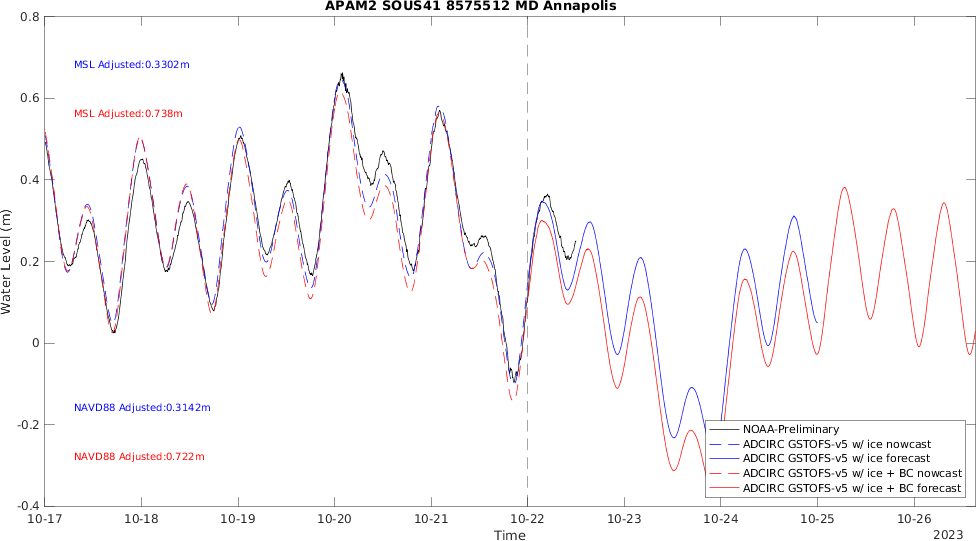 APAM2 SOUS41 8575512 MD Annapolis
0.8
0.6
0.4
0.2
0
-0.2
-0.4
Water Level (m)
MSL Adjusted:0.3302m
MSL Adjusted:0.738m
NAVD88 Adjusted:0.3142m
NAVD88 Adjusted:0.722m
NOAA-Preliminary
ADCIRC GSTOFS-v5 w/ ice nowcast
ADCIRC GSTOFS-v5 w/ ice forecast
ADCIRC GSTOFS-v5 w/ ice + BC nowcast
ADCIRC GSTOFS-v5 w/ ice + BC forecast
10-17 10-18 10-19 10-20 10-21 10-22 10-23 10-24 10-25 10-26
Time
2023